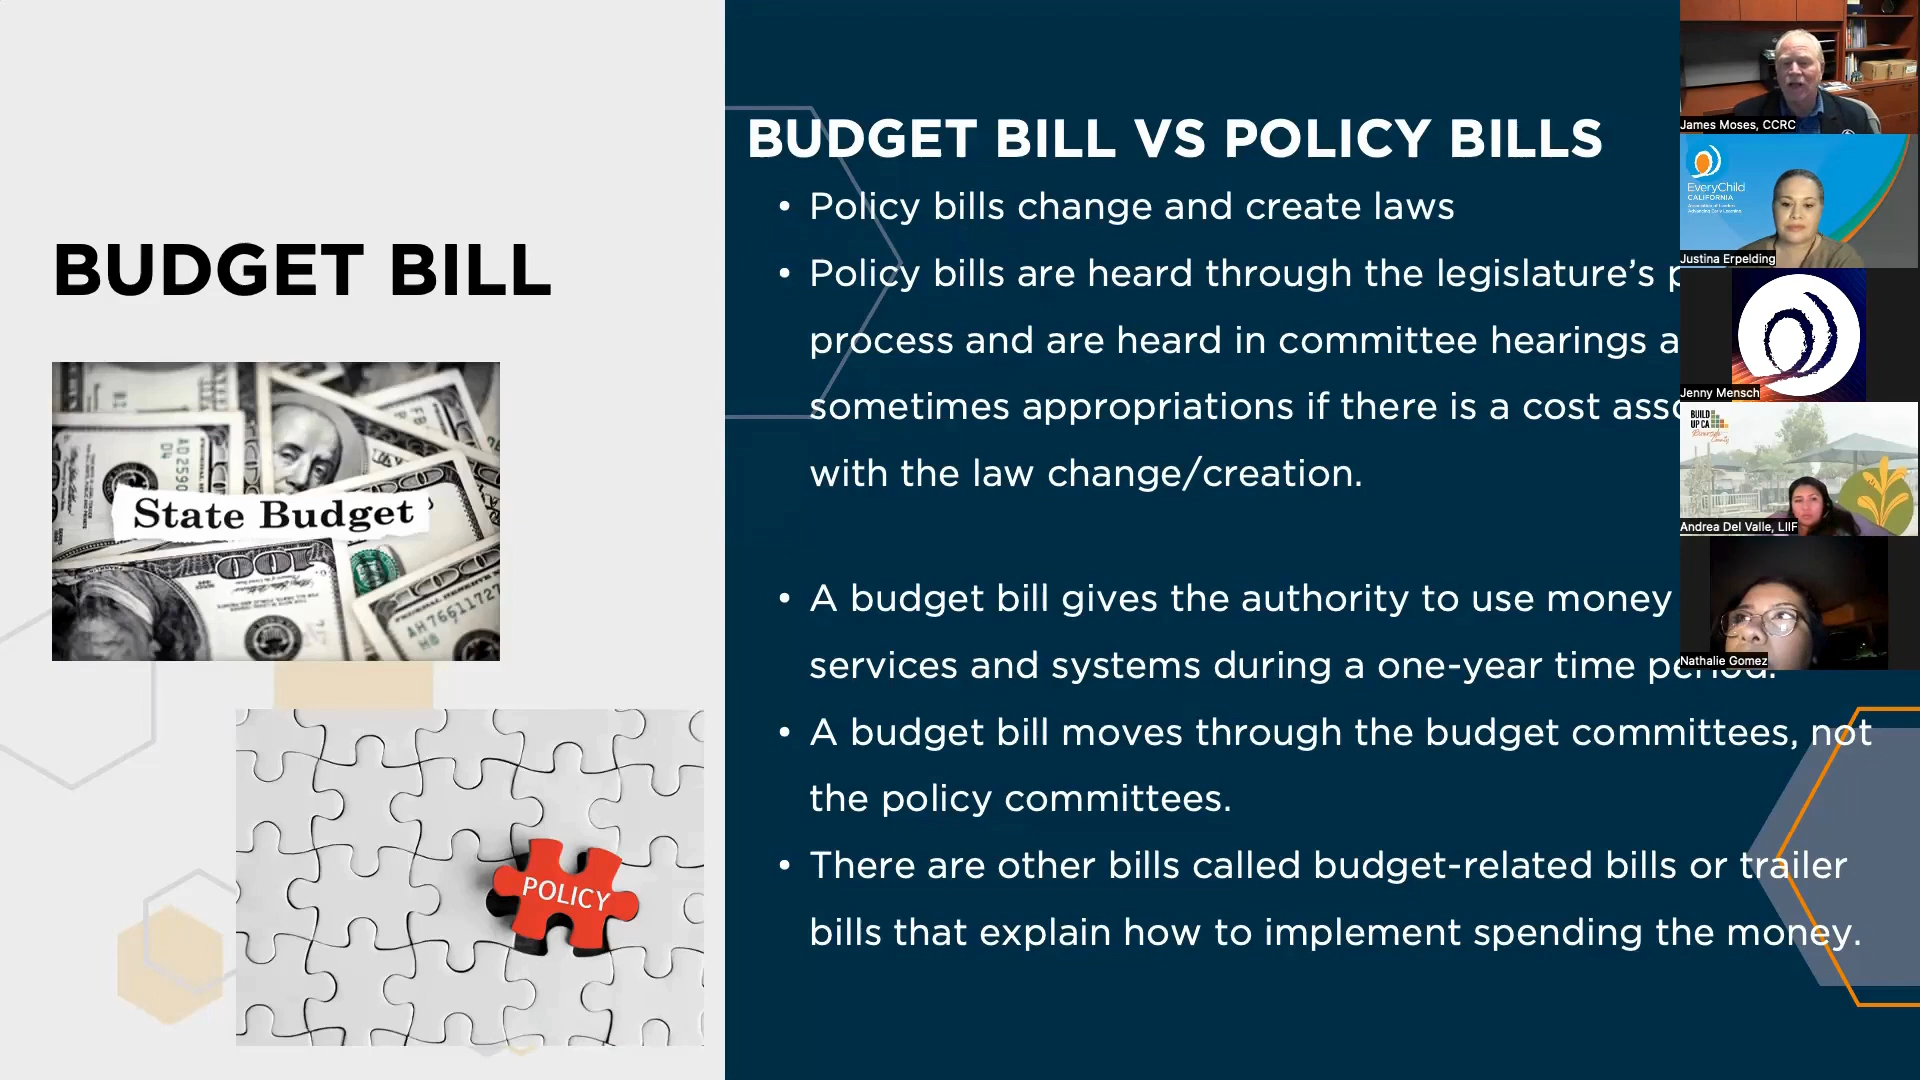 BUDGET BILL
State Budget
POLICY
BUDGET BILL VS POLICY BILLS
• Policy bills change and create laws
• Policy bills are heard through the legislature’s
process and are heard in committee hearings
sometimes appropriations if there is a cost
with the law change/creation.
• A budget bill gives the authority to use money
services and systems during a one-year time period.
• A budget bill moves through the budget committees, not
the policy committees.
• There are other bills called budget-related bills or trailer
bills that explain how to implement spending the money.
James Moses, CCRC
EveryChild
CALIFORNIA
Justina Erpelding
Jenny Mensch
BUILD
UP CA
Riverside
County
Andrea Del Valle, LIIF
Nathalie Gomez
100
AH 76611727